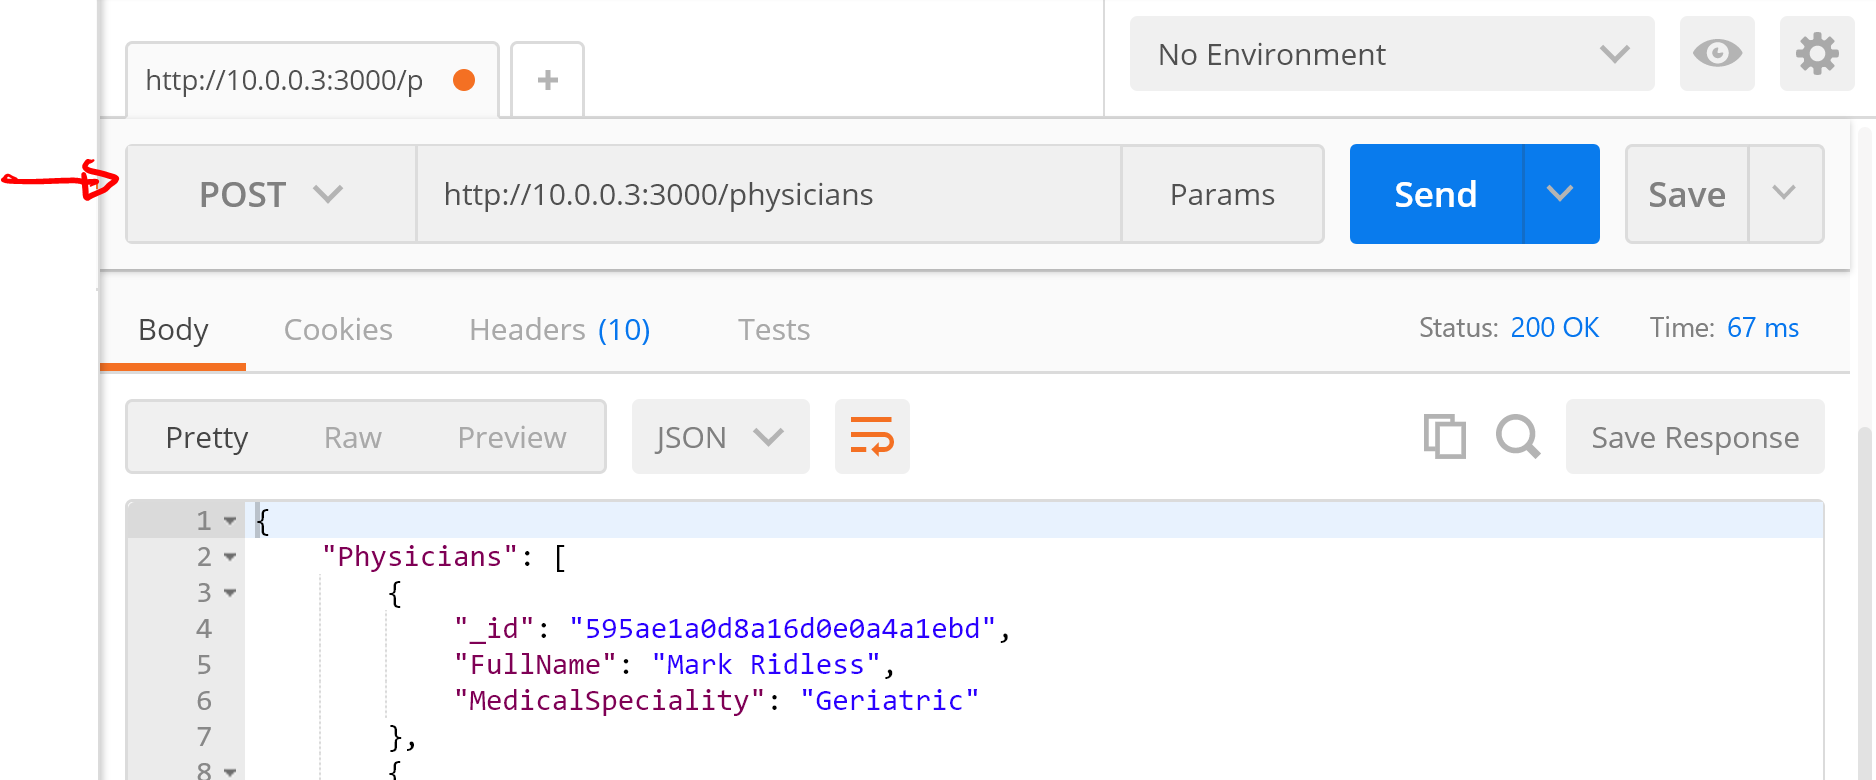 http://10.0.0.3:3000/p
No Environment
POST http://10.0.0.3:3000/physicians Params Send Save
Body Cookies Headers (10) Tests Status: 200 OK Time: 67 ms
Pretty Raw Preview JSON Save Response
1 {
2 "Physicians": [
3 {
4 "_id": "595ae1a0d8a16d0e0a4a1ebd",
5 "FullName": "Mark Ridless",
6 "MedicalSpeciality": "Geriatric"
7 },
8 {